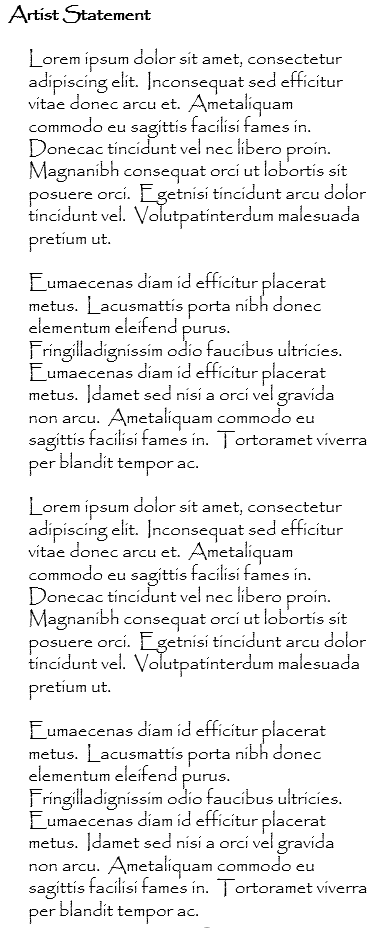 Artist Statement
Lorem ipsum dolor sit amet, consectetur
adipiscing elit.  Inconsequat sed efficitur
vitae donec arcu et.  Ametaliquam
commodo eu sagittis facilisi fames in.
Donecac tincidunt vel nec libero proin.
Magnanibh consequat orci ut lobortis sit
posuere orci.  Egetnisi tincidunt arcu dolor
tincidunt vel.  Volutpatinterdum malesuada
pretium ut.
Eumaecenas diam id efficitur placerat
metus.  Lacusmattis porta nibh donec
elementum eleifend purus.
Fringilladignissim odio faucibus ultricies.
Eumaecenas diam id efficitur placerat
metus.  Idamet sed nisi a orci vel gravida
non arcu.  Ametaliquam commodo eu
sagittis facilisi fames in.  Tortoramet viverra
per blandit tempor ac.
Lorem ipsum dolor sit amet, consectetur
adipiscing elit.  Inconsequat sed efficitur
vitae donec arcu et.  Ametaliquam
commodo eu sagittis facilisi fames in.
Donecac tincidunt vel nec libero proin.
Magnanibh consequat orci ut lobortis sit
posuere orci.  Egetnisi tincidunt arcu dolor
tincidunt vel.  Volutpatinterdum malesuada
pretium ut.
Eumaecenas diam id efficitur placerat
metus.  Lacusmattis porta nibh donec
elementum eleifend purus.
Fringilladignissim odio faucibus ultricies.
Eumaecenas diam id efficitur placerat
metus.  Idamet sed nisi a orci vel gravida
non arcu.  Ametaliquam commodo eu
sagittis facilisi fames in.  Tortoramet viverra
per blandit tempor ac.